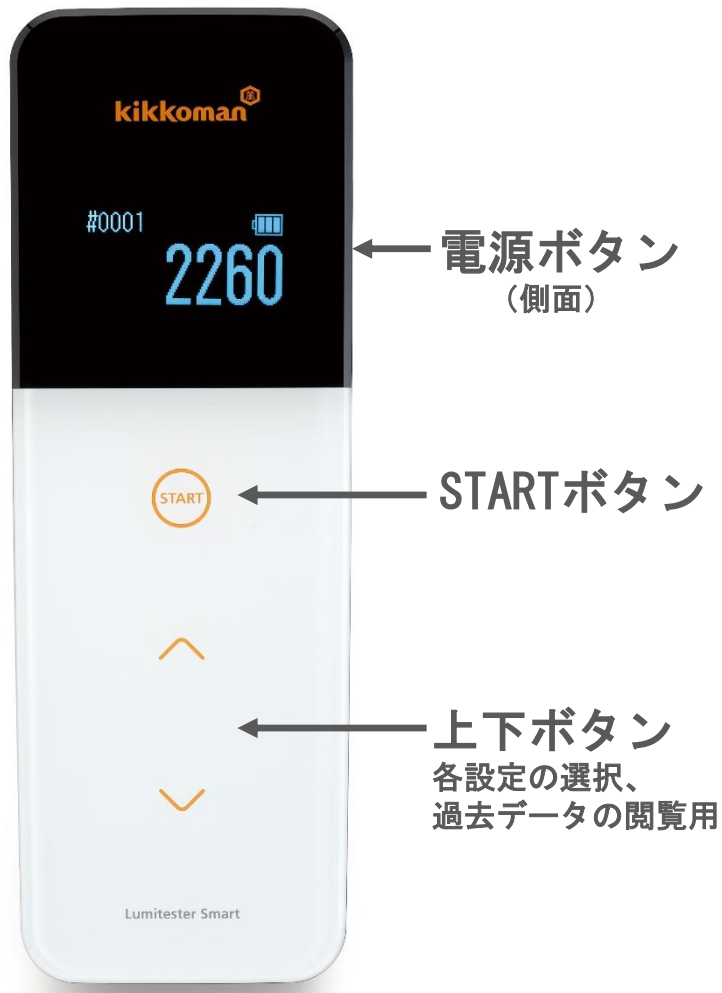 kikkoman
#0001
2260
電源ボタン
（側面）
START
STARTボタン
上下ボタン
各設定の選択、
過去データの閲覧用
Lumitester Smart